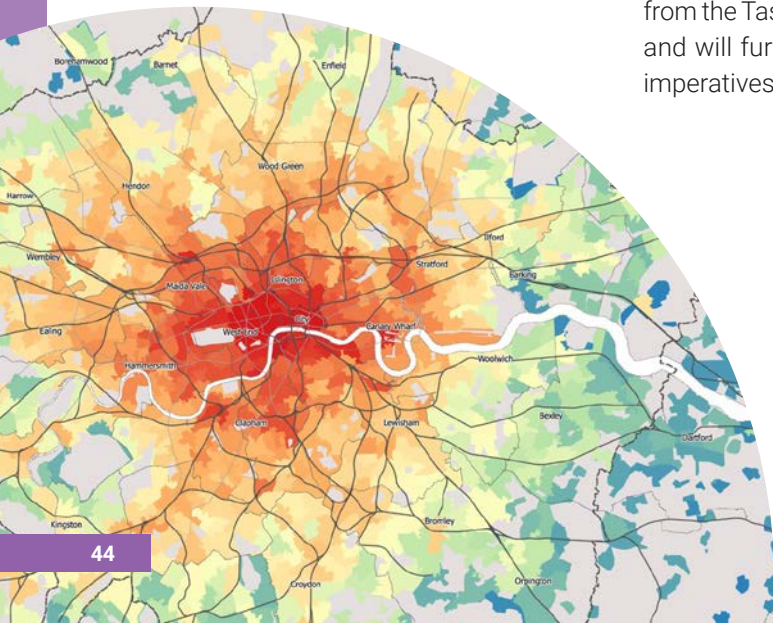 from the Tas
and will fur
imperatives
Borehamwood
Barnet
Enfield
Wood Green
Hendon
Harrow
Ilford
Wembley
Stratford
Barking
Maida Vale
Islington
City
Canary Wharf
West End
Ealing
Woolwich
Hammersmith
Bexley
Clapham
Lewisham
Dartford
Kingston
Bromley
44
Croydon
Orpington